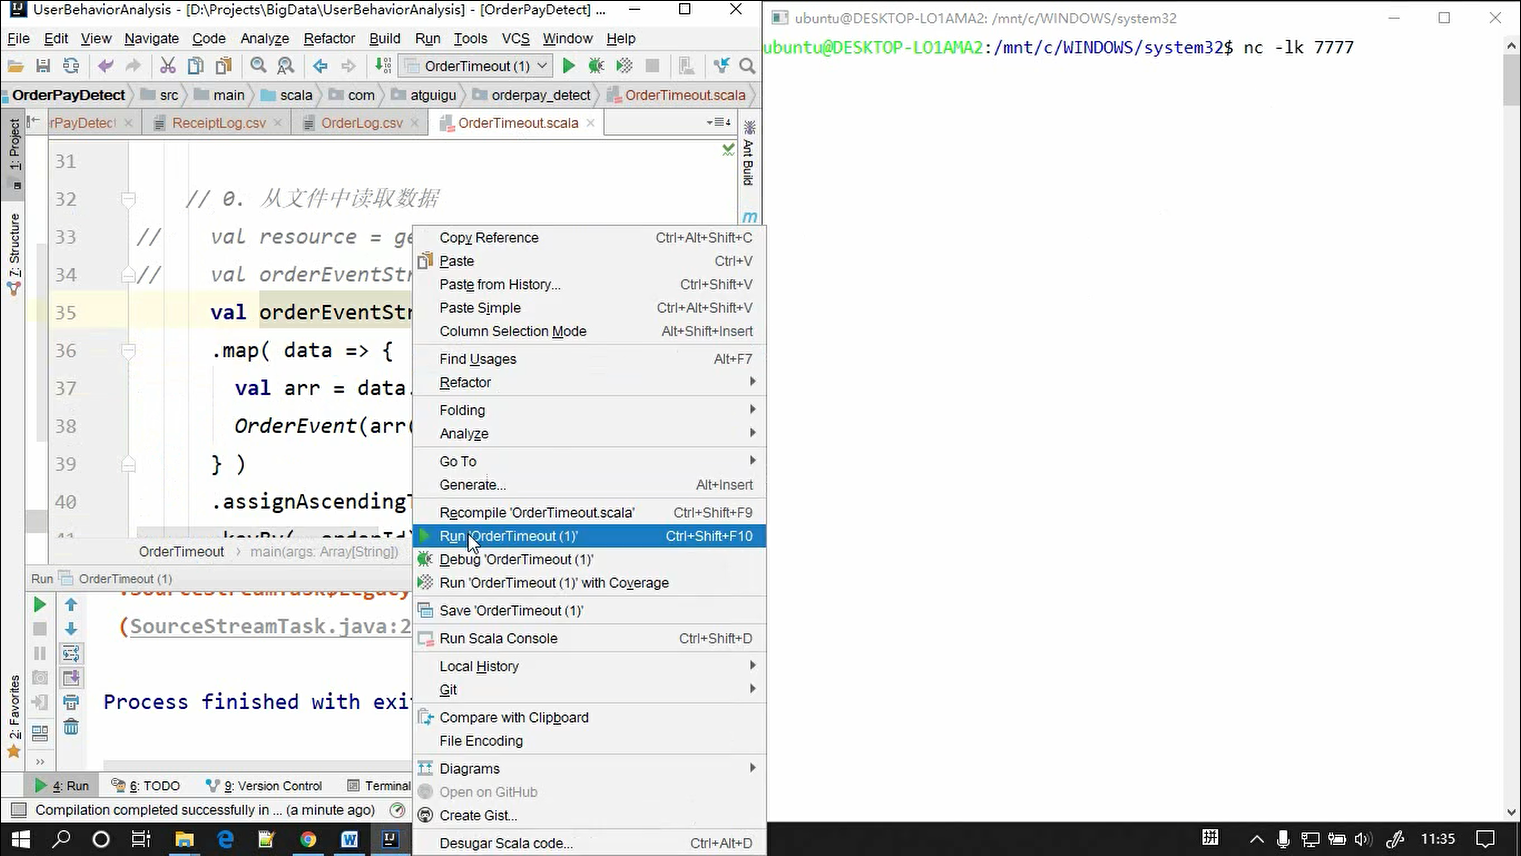 UserBehaviorAnalysis - [D:\Projects\BigData\UserBehaviorAnalysis] - [OrderPayDetect] ...
File Edit View Navigate Code Analyze Refactor Build Run Tools VCS Window Help
OrderTimeout (1)
OrderPayDetect src main scala com atguigu orderpay_detect OrderTimeout.scala
rPayDetect ReceiptLog.csv OrderLog.csv OrderTimeout.scala
1: Project
7: Structure
2: Favorites
Ant Build
m
31
32 // 0. 从文件中读取数据
33 // val resource = ge
34 // val orderEventStr
35 val orderEventStr
36 .map( data => {
37 val arr = data.
38 OrderEvent(arr(
39 } )
40 .assignAscendingT
41 .keyBy(_.orderId)
OrderTimeout main(args: Array[String])
Run OrderTimeout (1)
.SourceStreamTask$Legacy
(SourceStreamTask.java:2
Process finished with exi
4: Run 6: TODO 9: Version Control Terminal
Compilation completed successfully in ... (a minute ago)
Copy Reference Ctrl+Alt+Shift+C
Paste Ctrl+V
Paste from History... Ctrl+Shift+V
Paste Simple Ctrl+Alt+Shift+V
Column Selection Mode Alt+Shift+Insert
Find Usages Alt+F7
Refactor
Folding
Analyze
Go To
Generate... Alt+Insert
Recompile 'OrderTimeout.scala' Ctrl+Shift+F9
Run 'OrderTimeout (1)' Ctrl+Shift+F10
Debug 'OrderTimeout (1)'
Run 'OrderTimeout (1)' with Coverage
Save 'OrderTimeout (1)'
Run Scala Console Ctrl+Shift+D
Local History
Git
Compare with Clipboard
File Encoding
Diagrams
Open on GitHub
Create Gist...
Desugar Scala code... Ctrl+Alt+D
ubuntu@DESKTOP-LO1AMA2: /mnt/c/WINDOWS/system32
ubuntu@DESKTOP-LO1AMA2:/mnt/c/WINDOWS/system32$ nc -lk 7777
拼 11:35